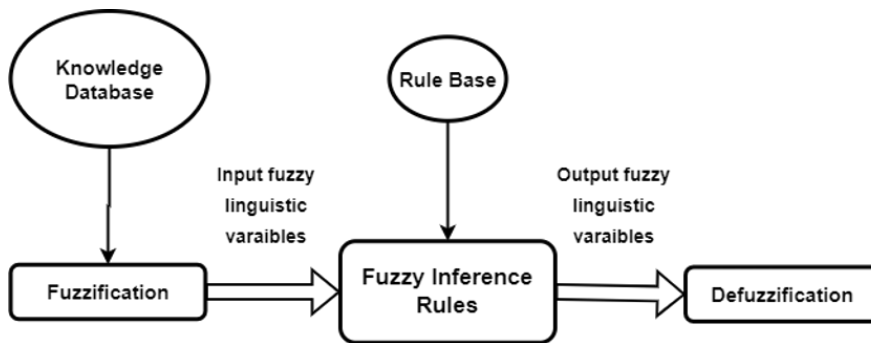 Knowledge
Database
Rule Base
Input fuzzy
linguistic
varaibles
Output fuzzy
linguistic
varaibles
Fuzzification
Fuzzy Inference
Rules
Defuzzification